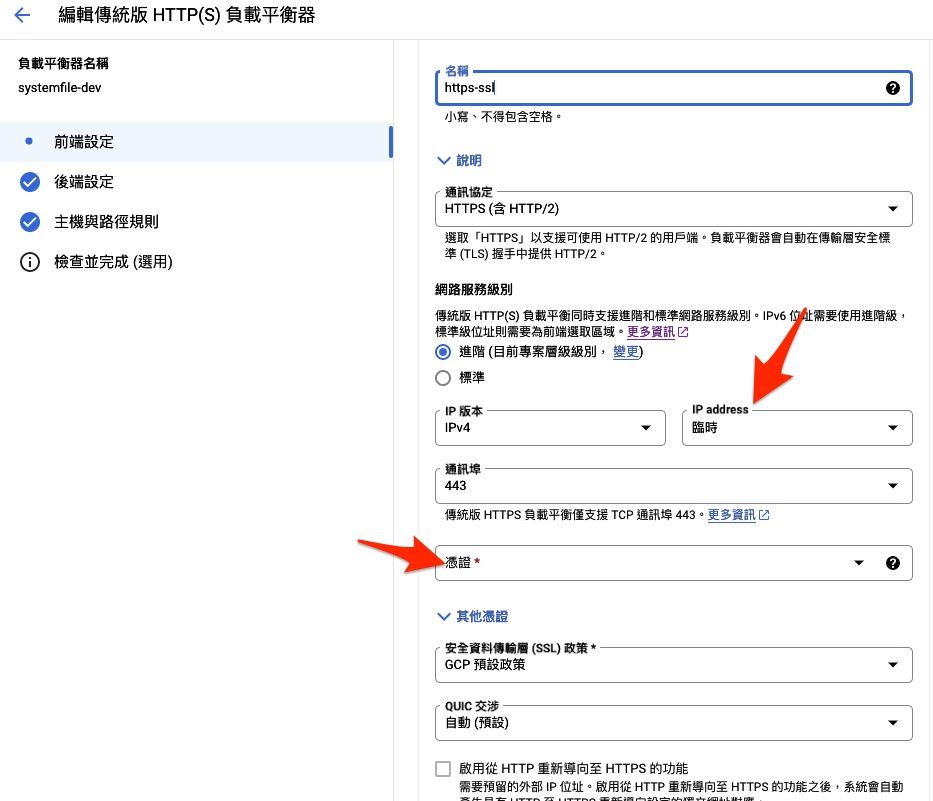 編輯傳統版 HTTP(S) 負載平衡器
負載平衡器名稱
systemfile-dev
前端設定
後端設定
主機與路徑規則
檢查並完成 (選用)
名稱
https-ssl
小寫、不得包含空格。
說明
通訊協定
HTTPS (含 HTTP/2)
選取「HTTPS」以支援可使用 HTTP/2 的用戶端。負載平衡器會自動在傳輸層安全標
準 (TLS) 握手中提供 HTTP/2。
網路服務級別
傳統版 HTTP(S) 負載平衡同時支援進階和標準網路服務級別。IPv6 位址需要使用進階級，
標準級位址則需要為前端選取區域。更多資訊
進階 (目前專案層級級別， 變更)
標準
IP 版本
IPv4
IP address
臨時
通訊埠
443
傳統版 HTTPS 負載平衡僅支援 TCP 通訊埠 443。更多資訊
憑證 *
其他憑證
安全資料傳輸層 (SSL) 政策 *
GCP 預設政策
QUIC 交涉
自動 (預設)
啟用從 HTTP 重新導向至 HTTPS 的功能
需要預留的外部 IP 位址。啟用從 HTTP 重新導向至 HTTPS 的功能之後，系統會自動